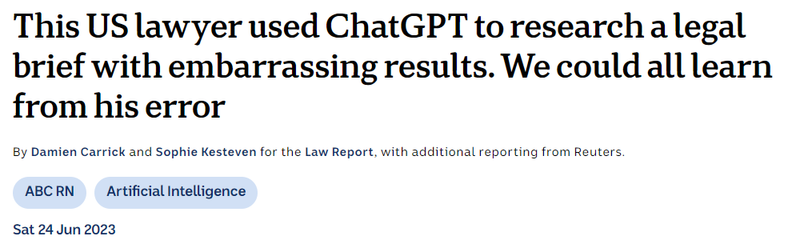 This US lawyer used ChatGPT to research a legal
brief with embarrassing results. We could all learn
from his error
By Damien Carrick and Sophie Kesteven for the Law Report, with additional reporting from Reuters.
ABC RN Artificial Intelligence
Sat 24 Jun 2023